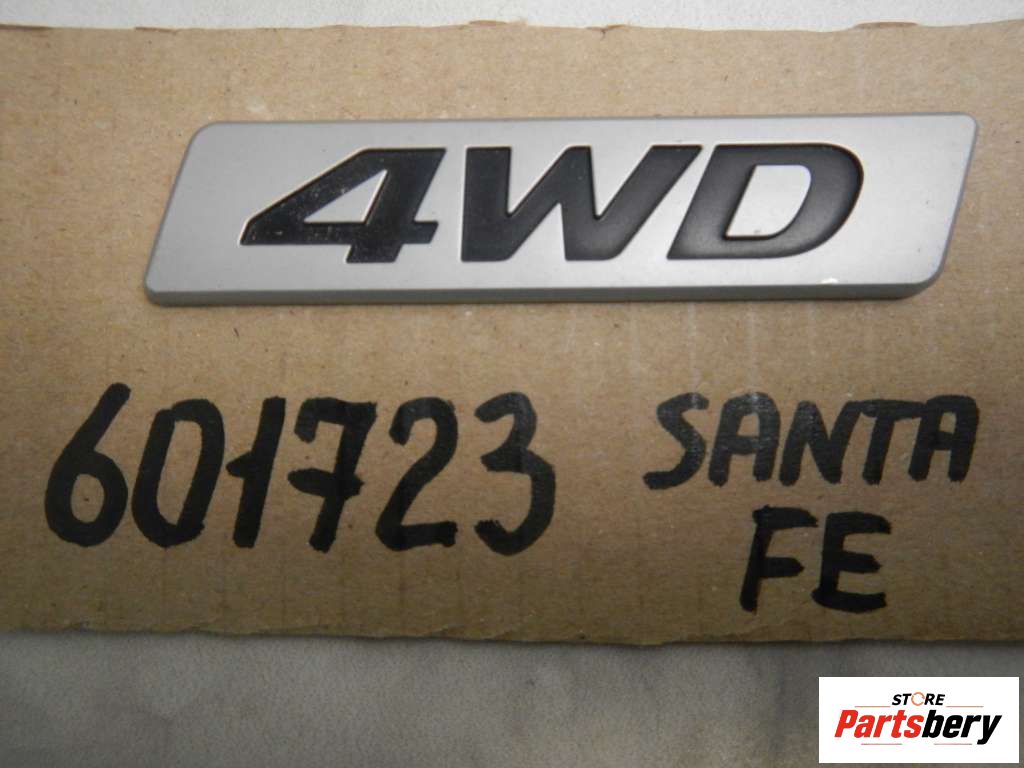 4WD
601723 SANTA
FE
STORE
Partsbery